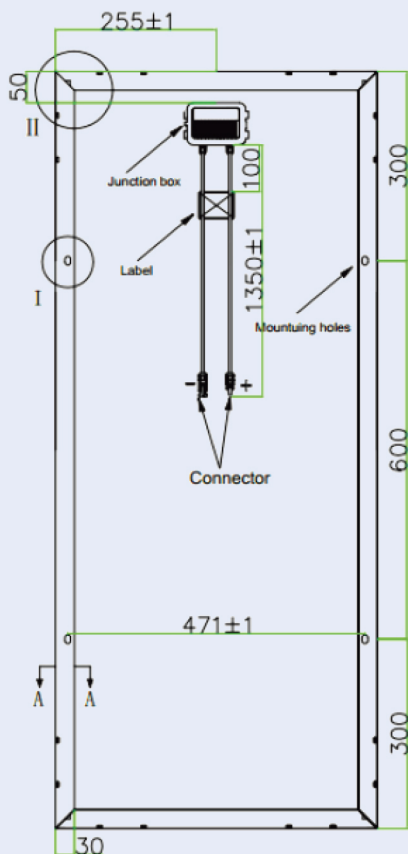 255±1
50
II
Junction box
100
300
Label
1350±1
I
Mountuing holes
- +
Connector
600
471±1
A A
300
30